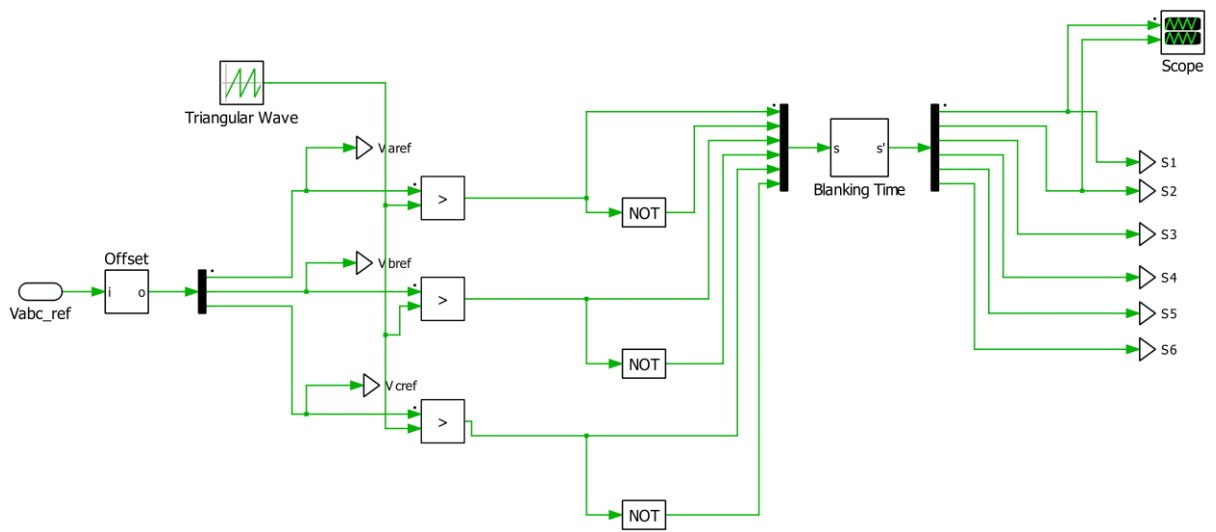 Scope
Triangular Wave
Varef
>
NOT
s
s'
Blanking Time
S1
S2
S3
S4
S5
S6
Offset
i
o
Vabc_ref
Vbref
>
NOT
Vcref
>
NOT